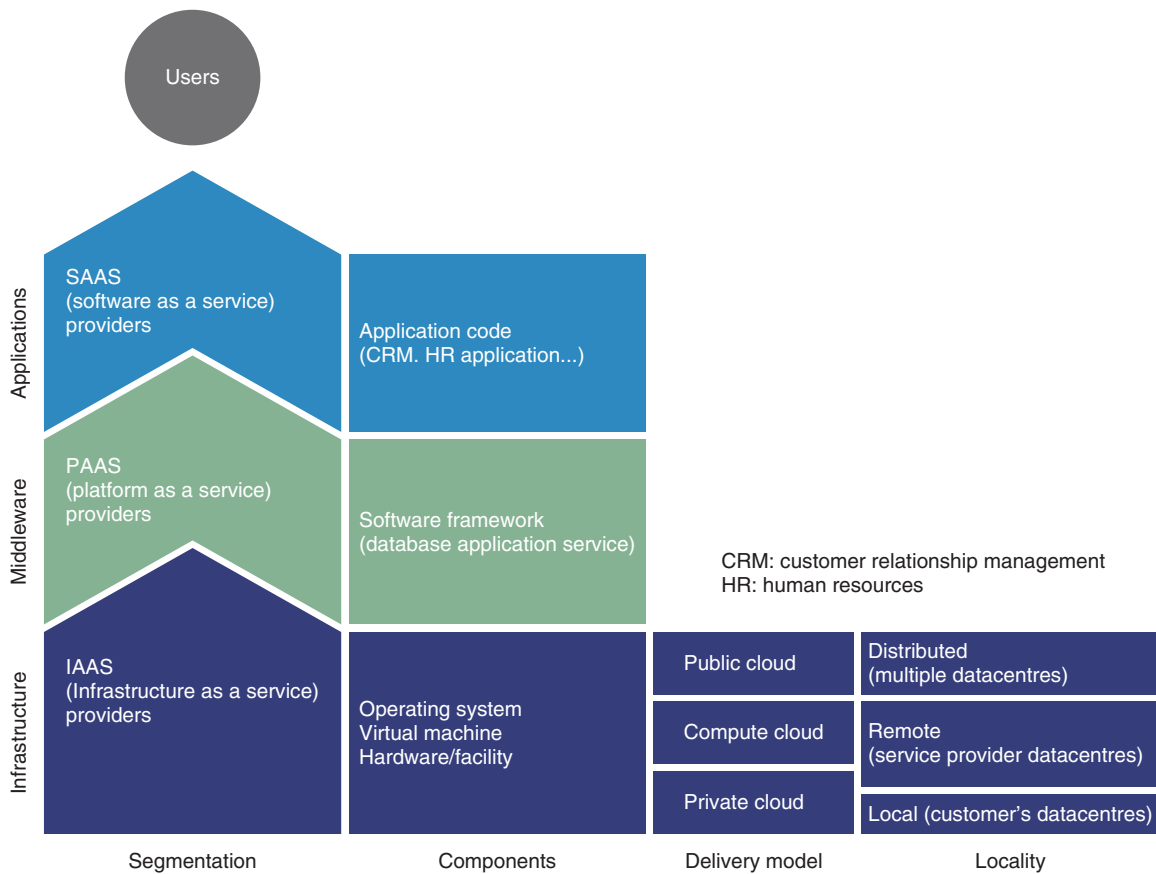 Users
Applications
SAAS
(software as a service)
providers
Application code
(CRM. HR application...)
Middleware
PAAS
(platform as a service)
providers
Software framework
(database application service)
CRM: customer relationship management
HR: human resources
Infrastructure
IAAS
(Infrastructure as a service)
providers
Operating system
Virtual machine
Hardware/facility
Public cloud
Compute cloud
Private cloud
Distributed
(multiple datacentres)
Remote
(service provider datacentres)
Local (customer's datacentres)
Segmentation
Components
Delivery model
Locality